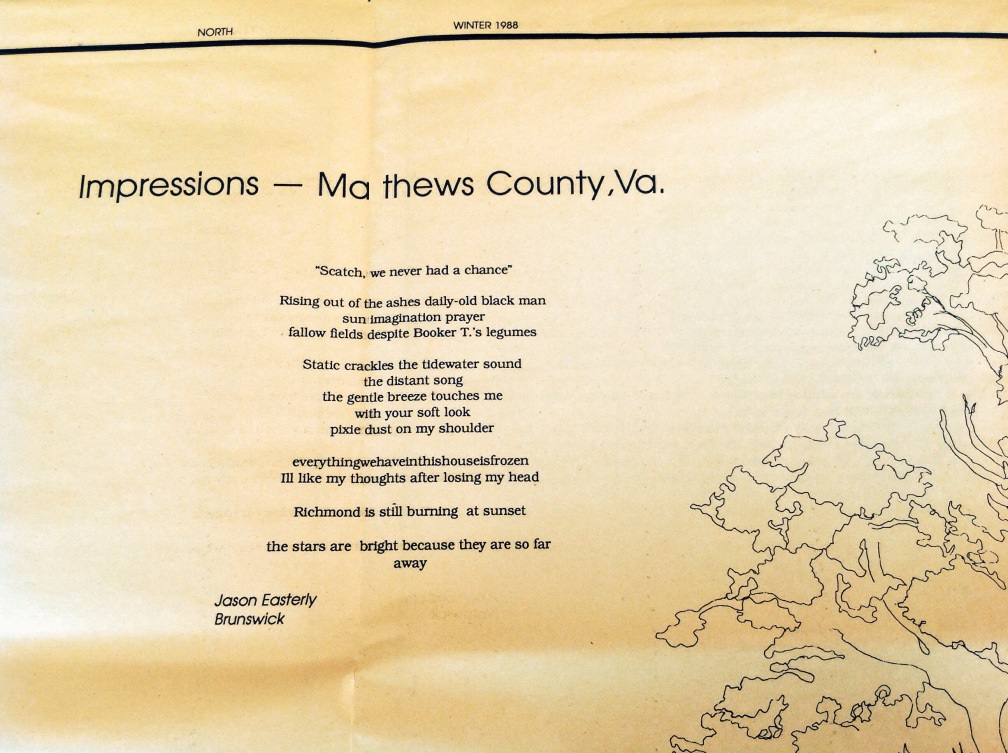 NORTH
WINTER 1988
Impressions — Ma thews County,Va.
"Scatch, we never had a chance"
Rising out of the ashes daily-old black man
sun imagination prayer
fallow fields despite Booker T.'s legumes
Static crackles the tidewater sound
the distant song
the gentle breeze touches me
with your soft look
pixie dust on my shoulder
everythingwehaveinthishouseisfrozen
Ill like my thoughts after losing my head
Richmond is still burning at sunset
the stars are bright because they are so far
away
Jason Easterly
Brunswick